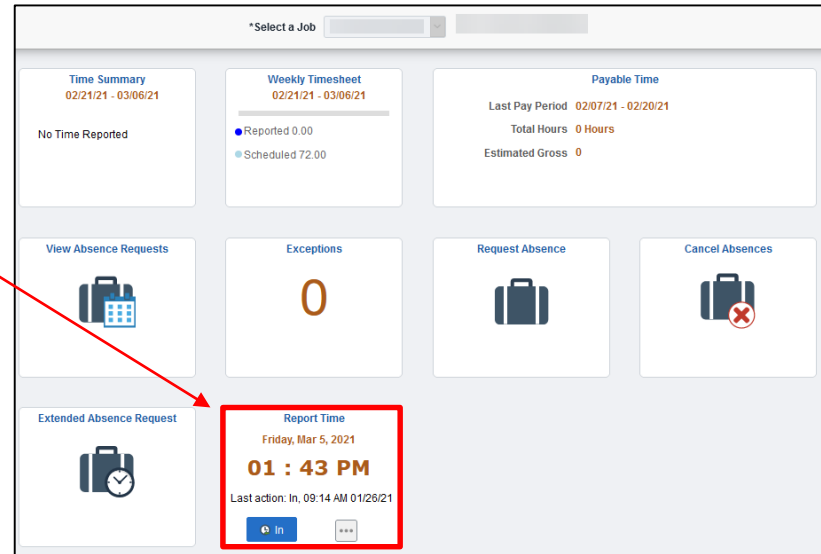 *Select a Job
Time Summary
02/21/21 - 03/06/21
No Time Reported
Weekly Timesheet
02/21/21 - 03/06/21
Reported 0.00
Scheduled 72.00
Payable Time
Last Pay Period 02/07/21 - 02/20/21
Total Hours 0 Hours
Estimated Gross 0
View Absence Requests
Exceptions
0
Request Absence
Cancel Absences
Extended Absence Request
Report Time
Friday, Mar 5, 2021
01 : 43 PM
Last action: In, 09:14 AM 01/26/21
In